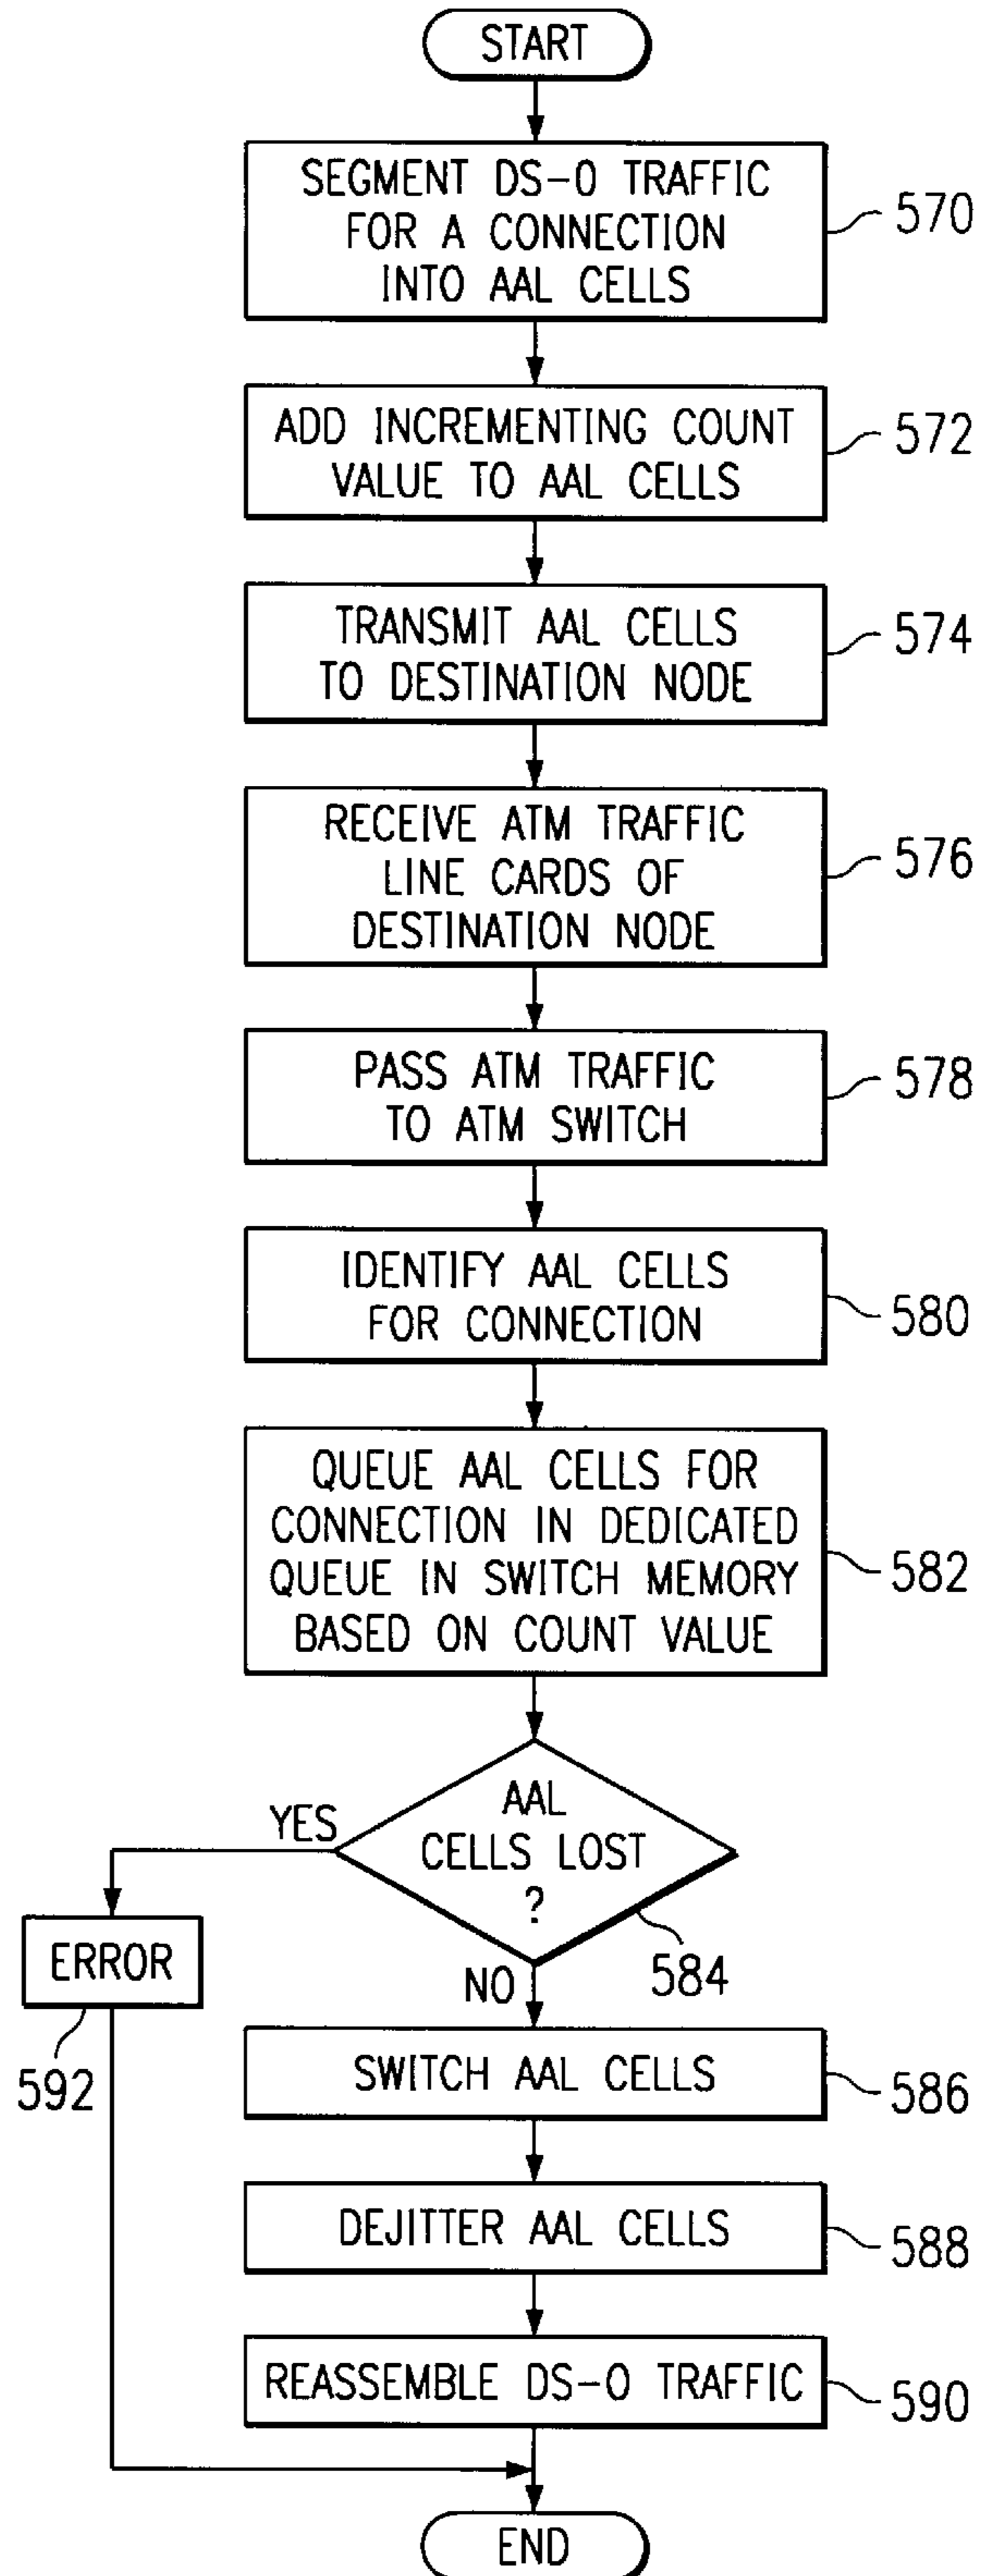 START
SEGMENT DS-0 TRAFFIC
FOR A CONNECTION
INTO AAL CELLS
570
ADD INCREMENTING COUNT
VALUE TO AAL CELLS
572
TRANSMIT AAL CELLS
TO DESTINATION NODE
574
RECEIVE ATM TRAFFIC
LINE CARDS OF
DESTINATION NODE
576
PASS ATM TRAFFIC
TO ATM SWITCH
578
IDENTIFY AAL CELLS
FOR CONNECTION
580
QUEUE AAL CELLS FOR
CONNECTION IN DEDICATED
QUEUE IN SWITCH MEMORY
BASED ON COUNT VALUE
582
AAL
CELLS LOST
?
584
YES
ERROR
592
NO
SWITCH AAL CELLS
586
DEJITTER AAL CELLS
588
REASSEMBLE DS-0 TRAFFIC
590
END